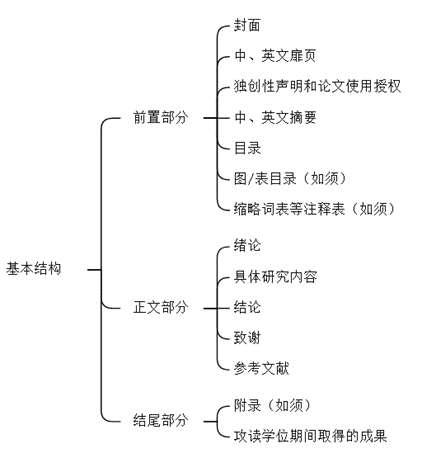 封面
中、英文扉页
独创性声明和论文使用授权
前置部分
中、英文摘要
目录
图/表目录（如须）
缩略词表等注释表（如须）
绪论
基本结构
具体研究内容
正文部分
结论
致谢
参考文献
附录（如须）
结尾部分
攻读学位期间取得的成果